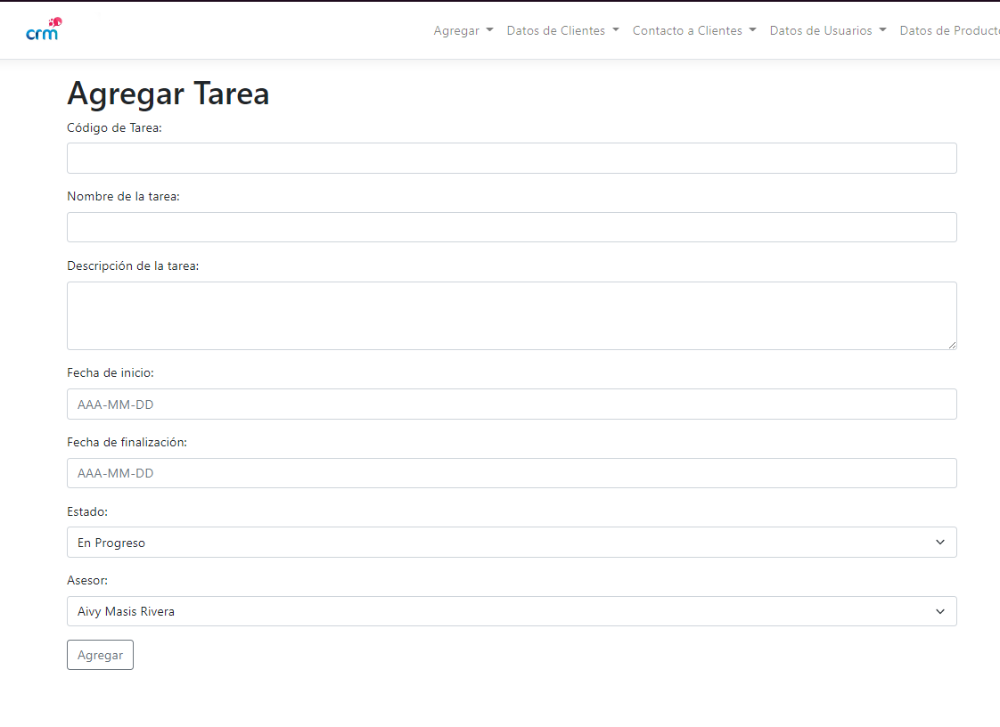 crm
Agregar Datos de Clientes Contacto a Clientes Datos de Usuarios Datos de Producto
Agregar Tarea
Código de Tarea:
Nombre de la tarea:
Descripción de la tarea:
Fecha de inicio:
AAA-MM-DD
Fecha de finalización:
AAA-MM-DD
Estado:
En Progreso
Asesor:
Aivy Masis Rivera
Agregar